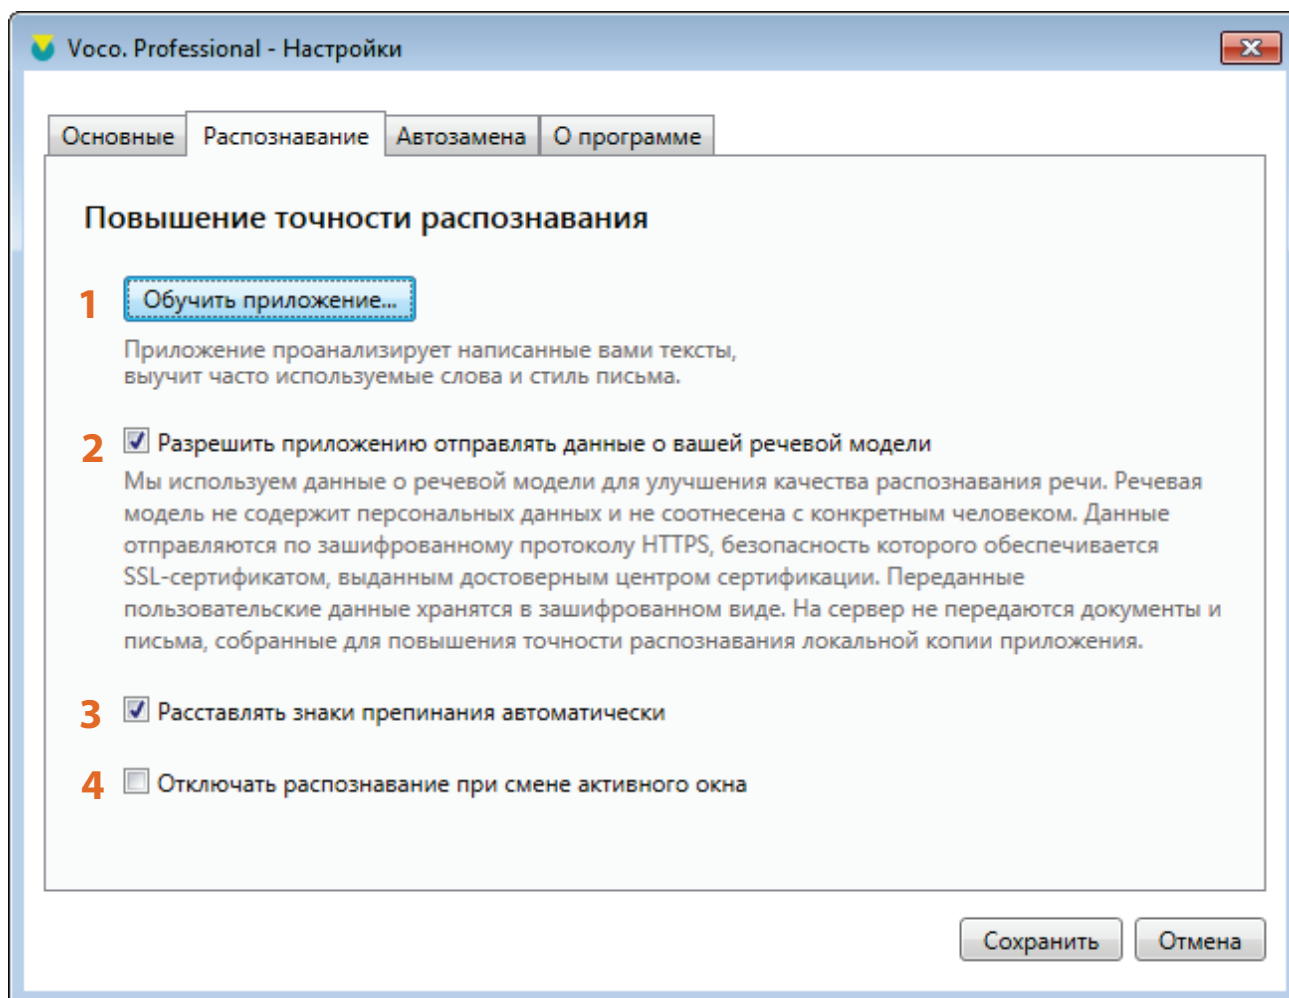 Voco. Professional - Настройки
Основные Распознавание Автозамена О программе
Повышение точности распознавания
1 Обучить приложение...
Приложение проанализирует написанные вами тексты,
выучит часто используемые слова и стиль письма.
2 Разрешить приложению отправлять данные о вашей речевой модели
Мы используем данные о речевой модели для улучшения качества распознавания речи. Речевая
модель не содержит персональных данных и не соотнесена с конкретным человеком. Данные
отправляются по зашифрованному протоколу HTTPS, безопасность которого обеспечивается
SSL-сертификатом, выданным достоверным центром сертификации. Переданные
пользовательские данные хранятся в зашифрованном виде. На сервер не передаются документы и
письма, собранные для повышения точности распознавания локальной копии приложения.
3 Расставлять знаки препинания автоматически
4 Отключать распознавание при смене активного окна
Сохранить Отмена